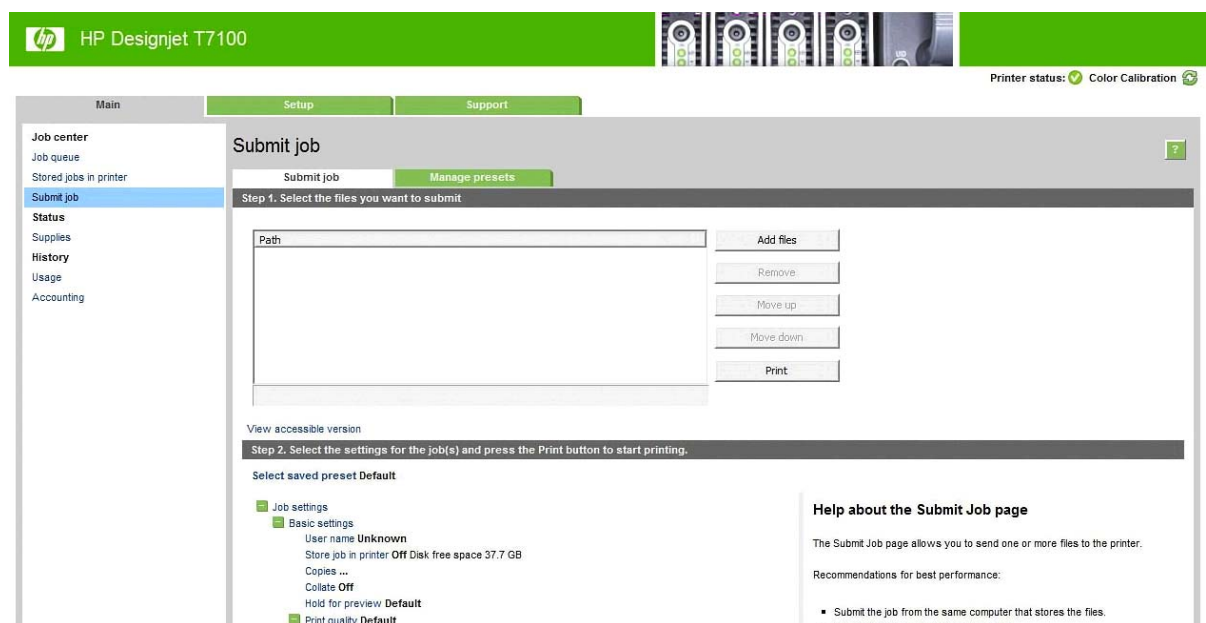 hp HP Designjet T7100
Printer status: Color Calibration
Main Setup Support
Job center
Job queue
Stored jobs in printer
Submit job
Status
Supplies
History
Usage
Accounting
Submit job
?
Submit job Manage presets
Step 1. Select the files you want to submit
Path
Add files
Remove
Move up
Move down
Print
View accessible version
Step 2. Select the settings for the job(s) and press the Print button to start printing.
Select saved preset Default
Job settings
Basic settings
User name Unknown
Store job in printer Off Disk free space 37.7 GB
Copies ...
Collate Off
Hold for preview Default
Print quality Default
Help about the Submit Job page
The Submit Job page allows you to send one or more files to the printer.
Recommendations for best performance:
▪ Submit the job from the same computer that stores the files.